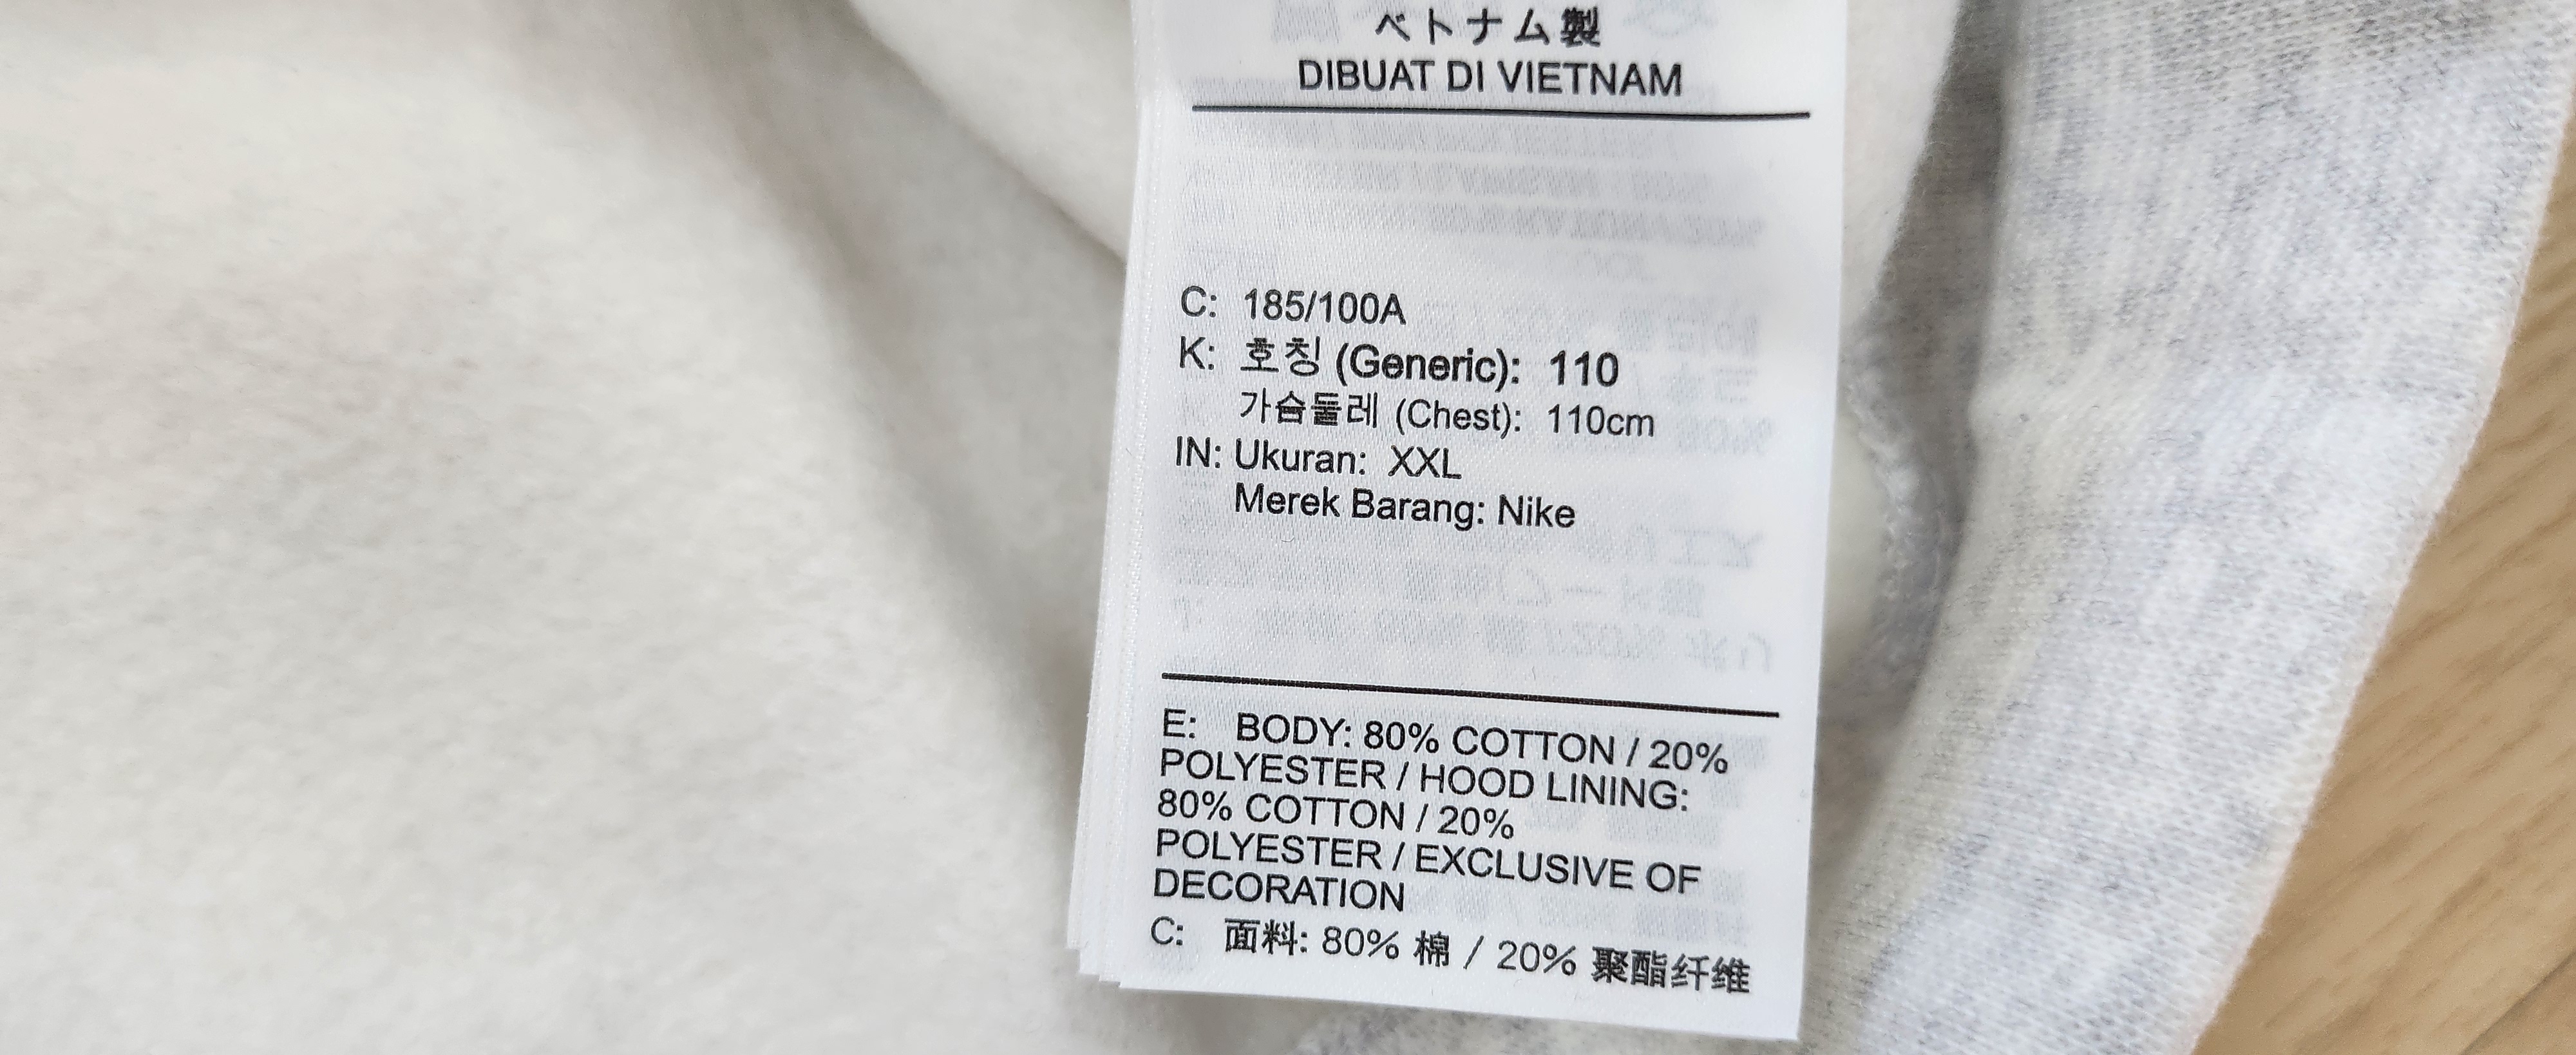 ベトナム製
DIBUAT DI VIETNAM
C: 185/100A
K: 호칭 (Generic): 110
가슴둘레 (Chest): 110cm
IN: Ukuran: XXL
Merek Barang: Nike
E: BODY: 80% COTTON / 20%
POLYESTER / HOOD LINING:
80% COTTON / 20%
POLYESTER / EXCLUSIVE OF
DECORATION
C: 面料: 80% 棉 / 20% 聚酯纤维